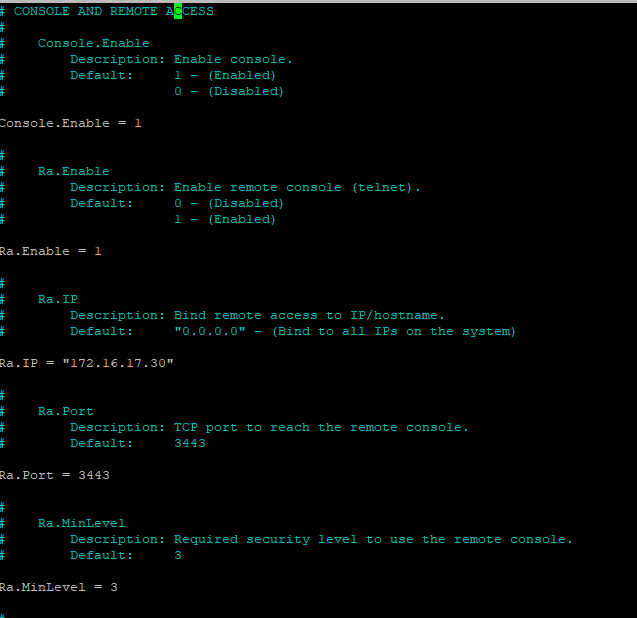 # CONSOLE AND REMOTE ACCESS
#
#    Console.Enable
#        Description: Enable console.
#        Default:     1 - (Enabled)
#                     0 - (Disabled)
Console.Enable = 1
#
#    Ra.Enable
#        Description: Enable remote console (telnet).
#        Default:     0 - (Disabled)
#                     1 - (Enabled)
Ra.Enable = 1
#
#    Ra.IP
#        Description: Bind remote access to IP/hostname.
#        Default:     "0.0.0.0" - (Bind to all IPs on the system)
Ra.IP = "172.16.17.30"
#
#    Ra.Port
#        Description: TCP port to reach the remote console.
#        Default:     3443
Ra.Port = 3443
#
#    Ra.MinLevel
#        Description: Required security level to use the remote console.
#        Default:     3
Ra.MinLevel = 3
#